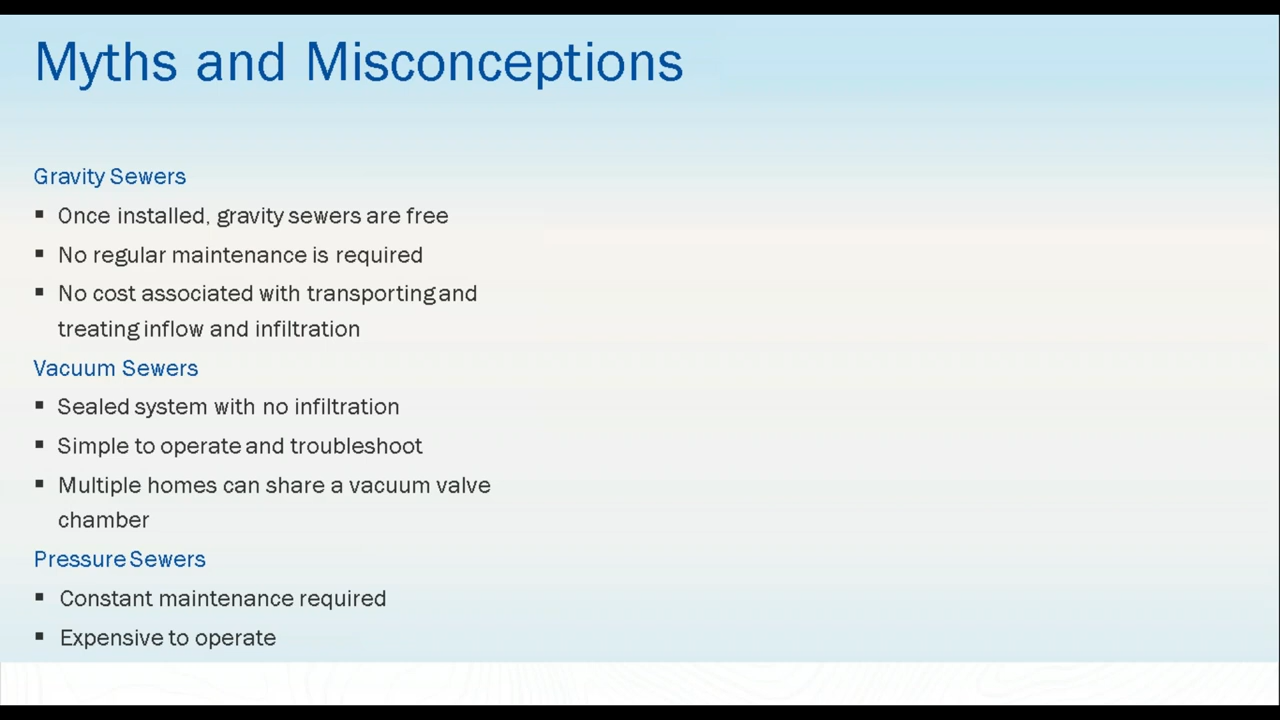 Myths and Misconceptions
Gravity Sewers
▪ Once installed, gravity sewers are free
▪ No regular maintenance is required
▪ No cost associated with transporting and
treating inflow and infiltration
Vacuum Sewers
▪ Sealed system with no infiltration
▪ Simple to operate and troubleshoot
▪ Multiple homes can share a vacuum valve
chamber
Pressure Sewers
▪ Constant maintenance required
▪ Expensive to operate